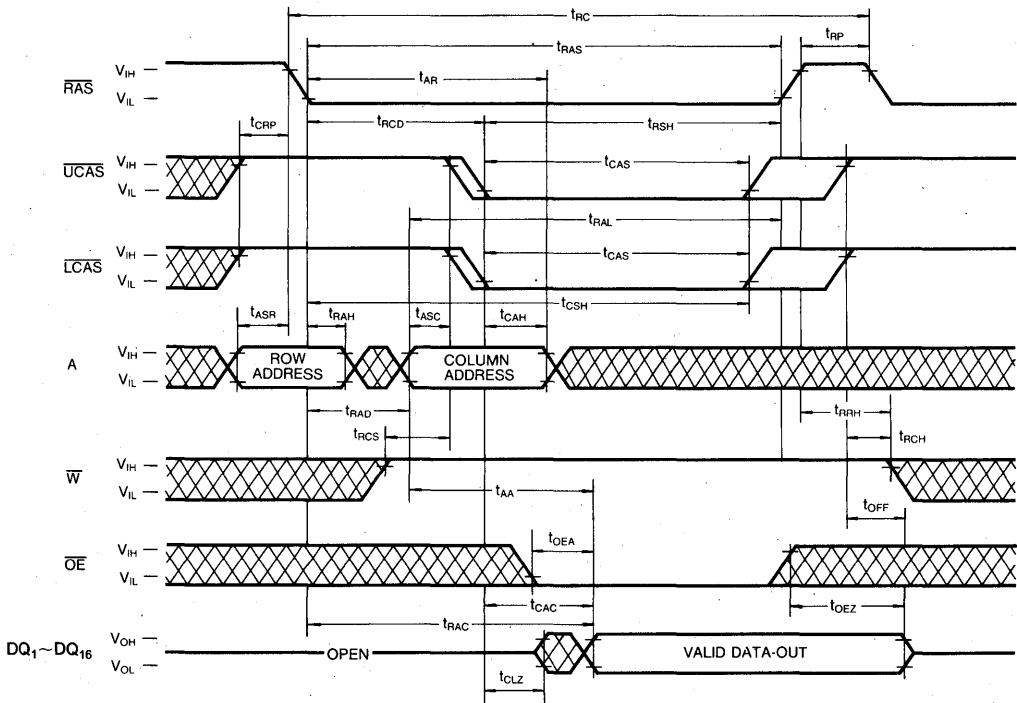 tRC
tRAS
tRP
tAR
RAS
VIH
VIL
tCRP
tRCD
tRSH
UCAS
VIH
VIL
tCAS
tRAL
LCAS
VIH
VIL
tCAS
tCSH
tASR
tRAH
tASC
tCAH
A
VIH
VIL
ROW
ADDRESS
COLUMN
ADDRESS
tRAD
tRRH
tRCS
tRCH
W
VIH
VIL
tAA
tOFF
OE
VIH
VIL
tOEA
tOEZ
tCAC
tRAC
DQ1~DQ16
VOH
VOL
OPEN
VALID DATA-OUT
tCLZ